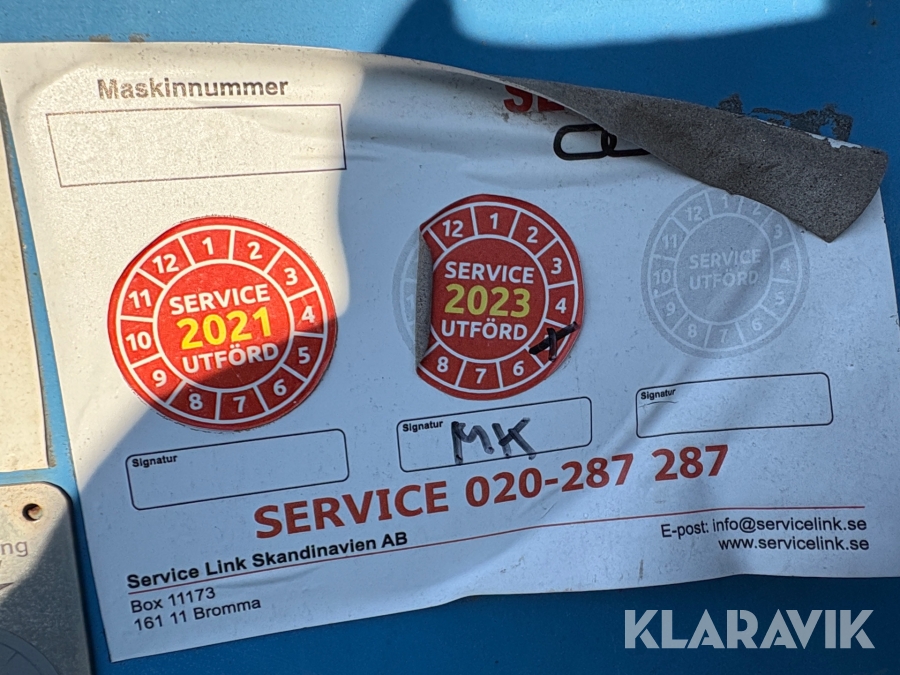 Maskinnummer
12 1 2 3 4 5 6 7 8 9 10 11
SERVICE
2021
UTFÖRD
12 1 2 3 4 6 7 8
SERVICE
2023
UTFÖRD
12 3 4 5 6 7 8 9 10 11
SERVICE
UTFÖRD
Signatur
Signatur
MK
Signatur
SERVICE 020-287 287
Service Link Skandinavien AB
Box 11173
161 11 Bromma
E-post: info@servicelink.se
www.servicelink.se
ng
KLARAVIK